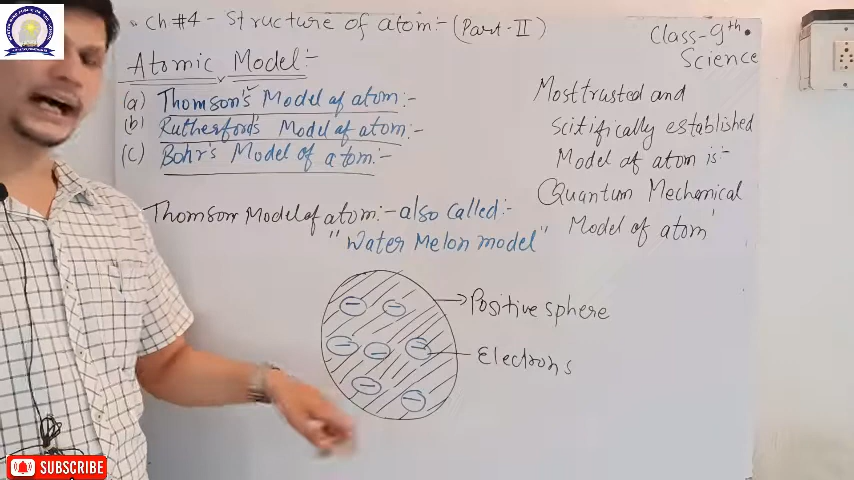 Ch #4 - Structure of atom:- (Part-II)
Class-9th
Science
Atomic Model:-
(a) Thomson's Model of atom:-
(b) Rutherford's Model of atom:-
(c) Bohr's Model of atom:-
Most trusted and
scitifically established
Model of atom is:-
Quantum Mechanical
Model of atom'
Thomson Model of atom:- also called:-
"Water Melon model"
Positive sphere
Electrons
SUBSCRIBE